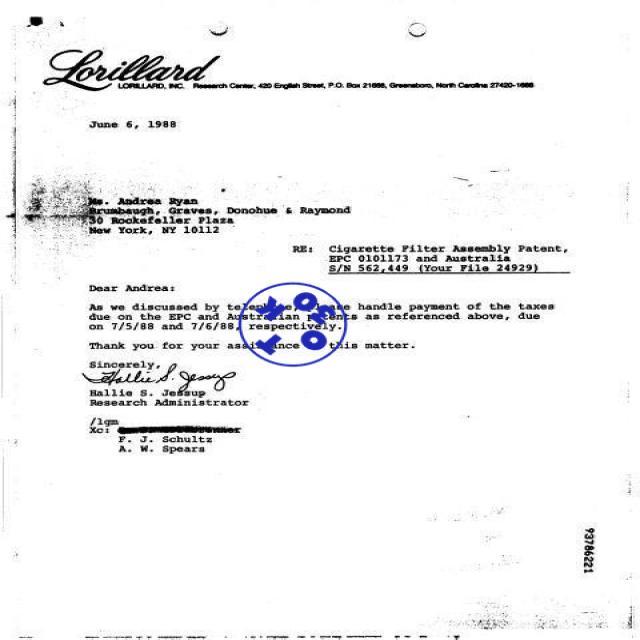 Lorillard
LORILLARD, INC. Research Center, 420 English Street, P.O. Box 21688, Greensboro, North Carolina 27420-1688
June 6, 1988
Ms. Andrea Ryan
Brumbaugh, Graves, Donohue & Raymond
30 Rockefeller Plaza
New York, NY 10112
RE: Cigarette Filter Assembly Patent,
EPC 0101173 and Australia
S/N 562,449 (Your File 24929)
Dear Andrea:
As we discussed by telephone, please handle payment of the taxes
due on the EPC and Australian patents as referenced above, due
on 7/5/88 and 7/6/88, respectively.
Thank you for your assistance in this matter.
Sincerely,
Hallie S. Jessup
Hallie S. Jessup
Research Administrator
/lgm
Xc:
F. J. Schultz
A. W. Spears
93786221